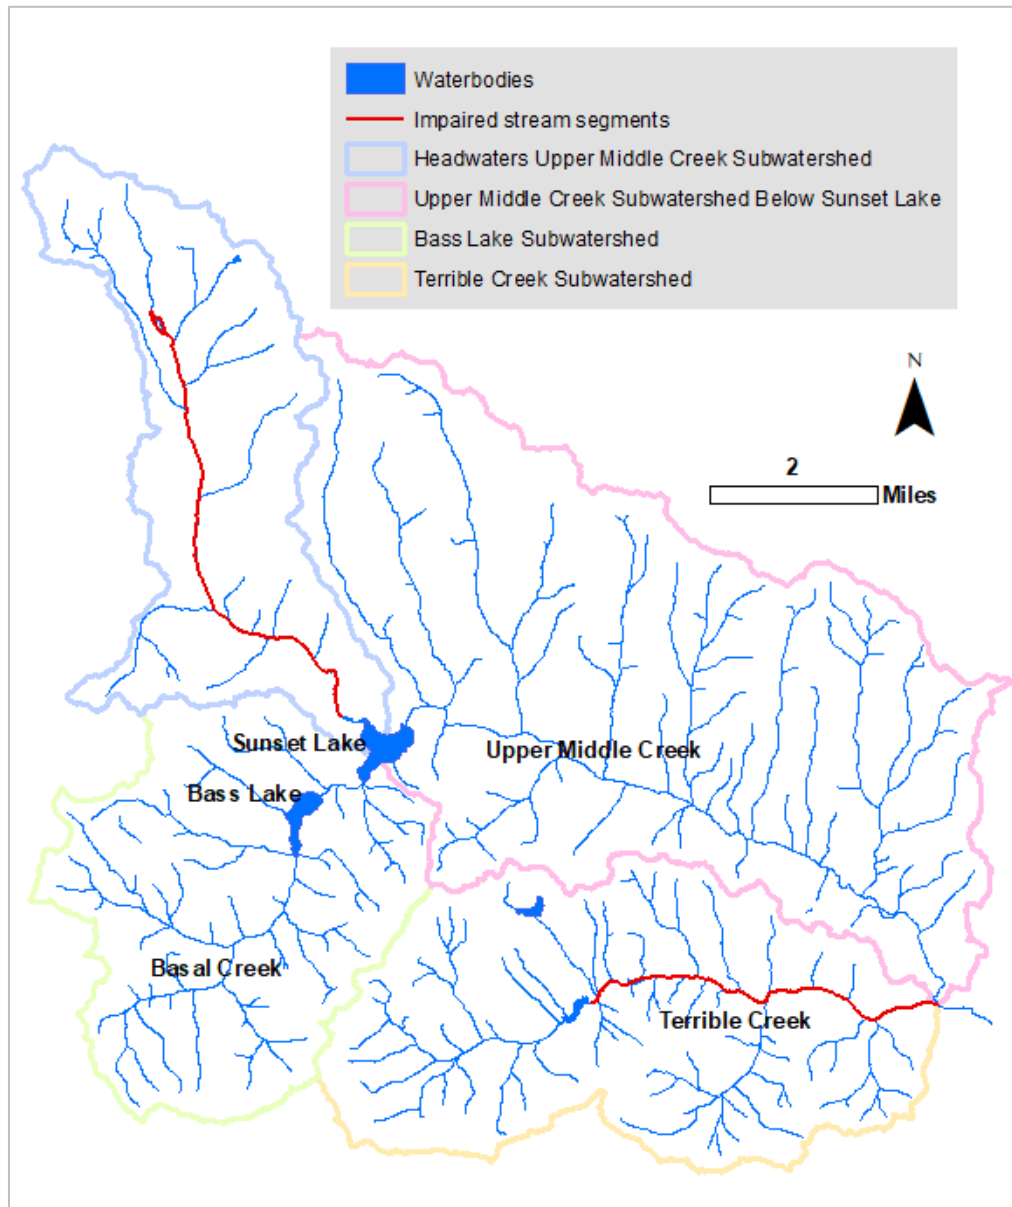 Waterbodies
Impaired stream segments
Headwaters Upper Middle Creek Subwatershed
Upper Middle Creek Subwatershed Below Sunset Lake
Bass Lake Subwatershed
Terrible Creek Subwatershed
N
2
Miles
Sunset Lake
Upper Middle Creek
Bass Lake
Basal Creek
Terrible Creek